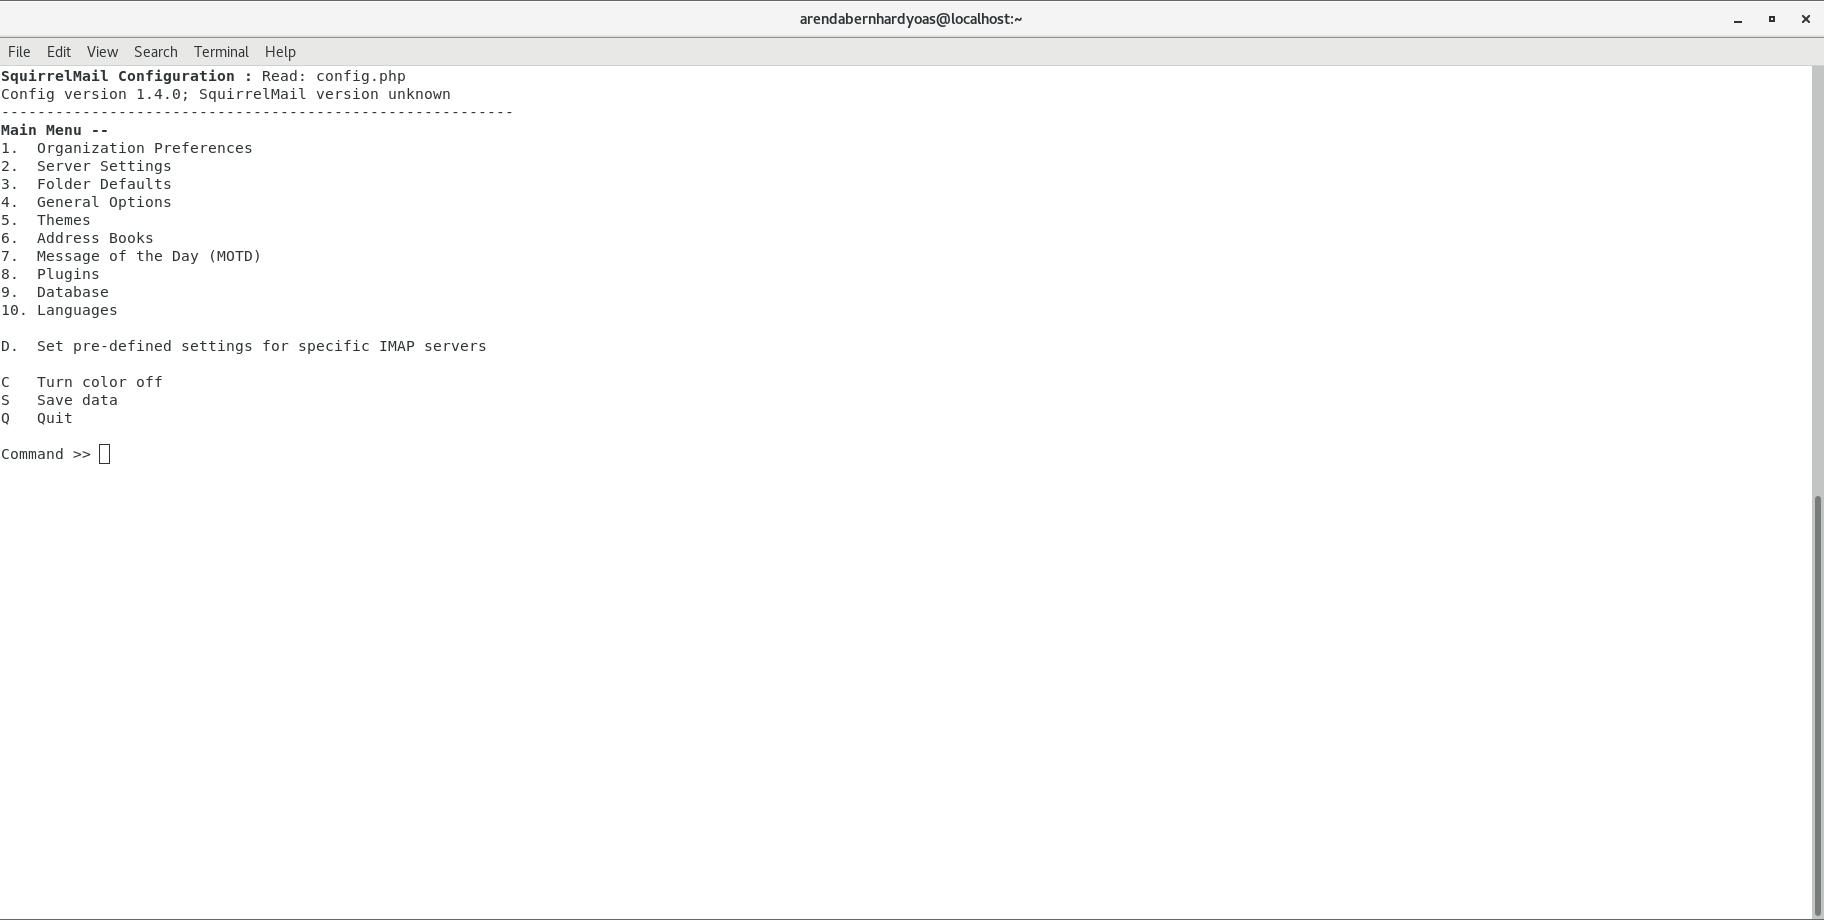 arendabernhardyoas@localhost:~
File Edit View Search Terminal Help
SquirrelMail Configuration : Read: config.php
Config version 1.4.0; SquirrelMail version unknown
---------------------------------------------------------
Main Menu --
1.  Organization Preferences
2.  Server Settings
3.  Folder Defaults
4.  General Options
5.  Themes
6.  Address Books
7.  Message of the Day (MOTD)
8.  Plugins
9.  Database
10. Languages
D.  Set pre-defined settings for specific IMAP servers
C   Turn color off
S   Save data
Q   Quit
Command >>